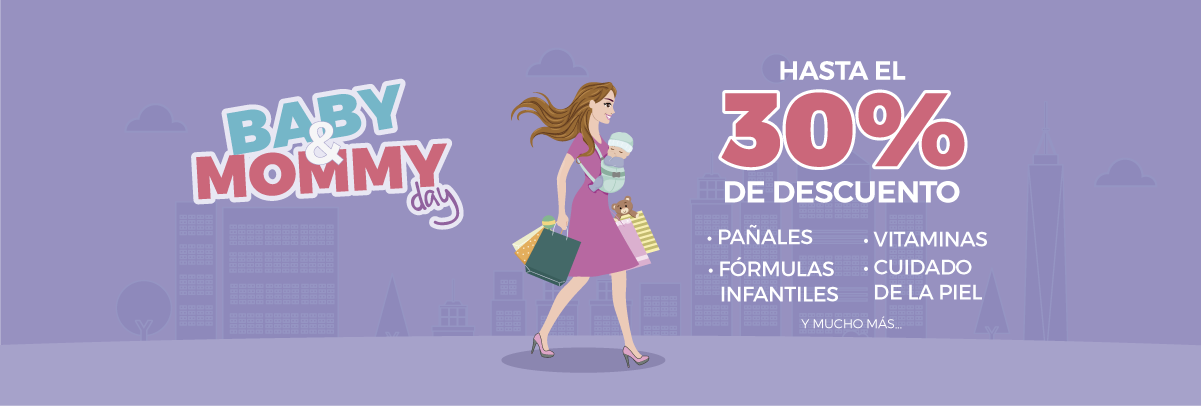 BABY
&
MOMMY
day
HASTA EL
30%
DE DESCUENTO
• PAÑALES
• FÓRMULAS
INFANTILES
• VITAMINAS
• CUIDADO
DE LA PIEL
Y MUCHO MÁS...